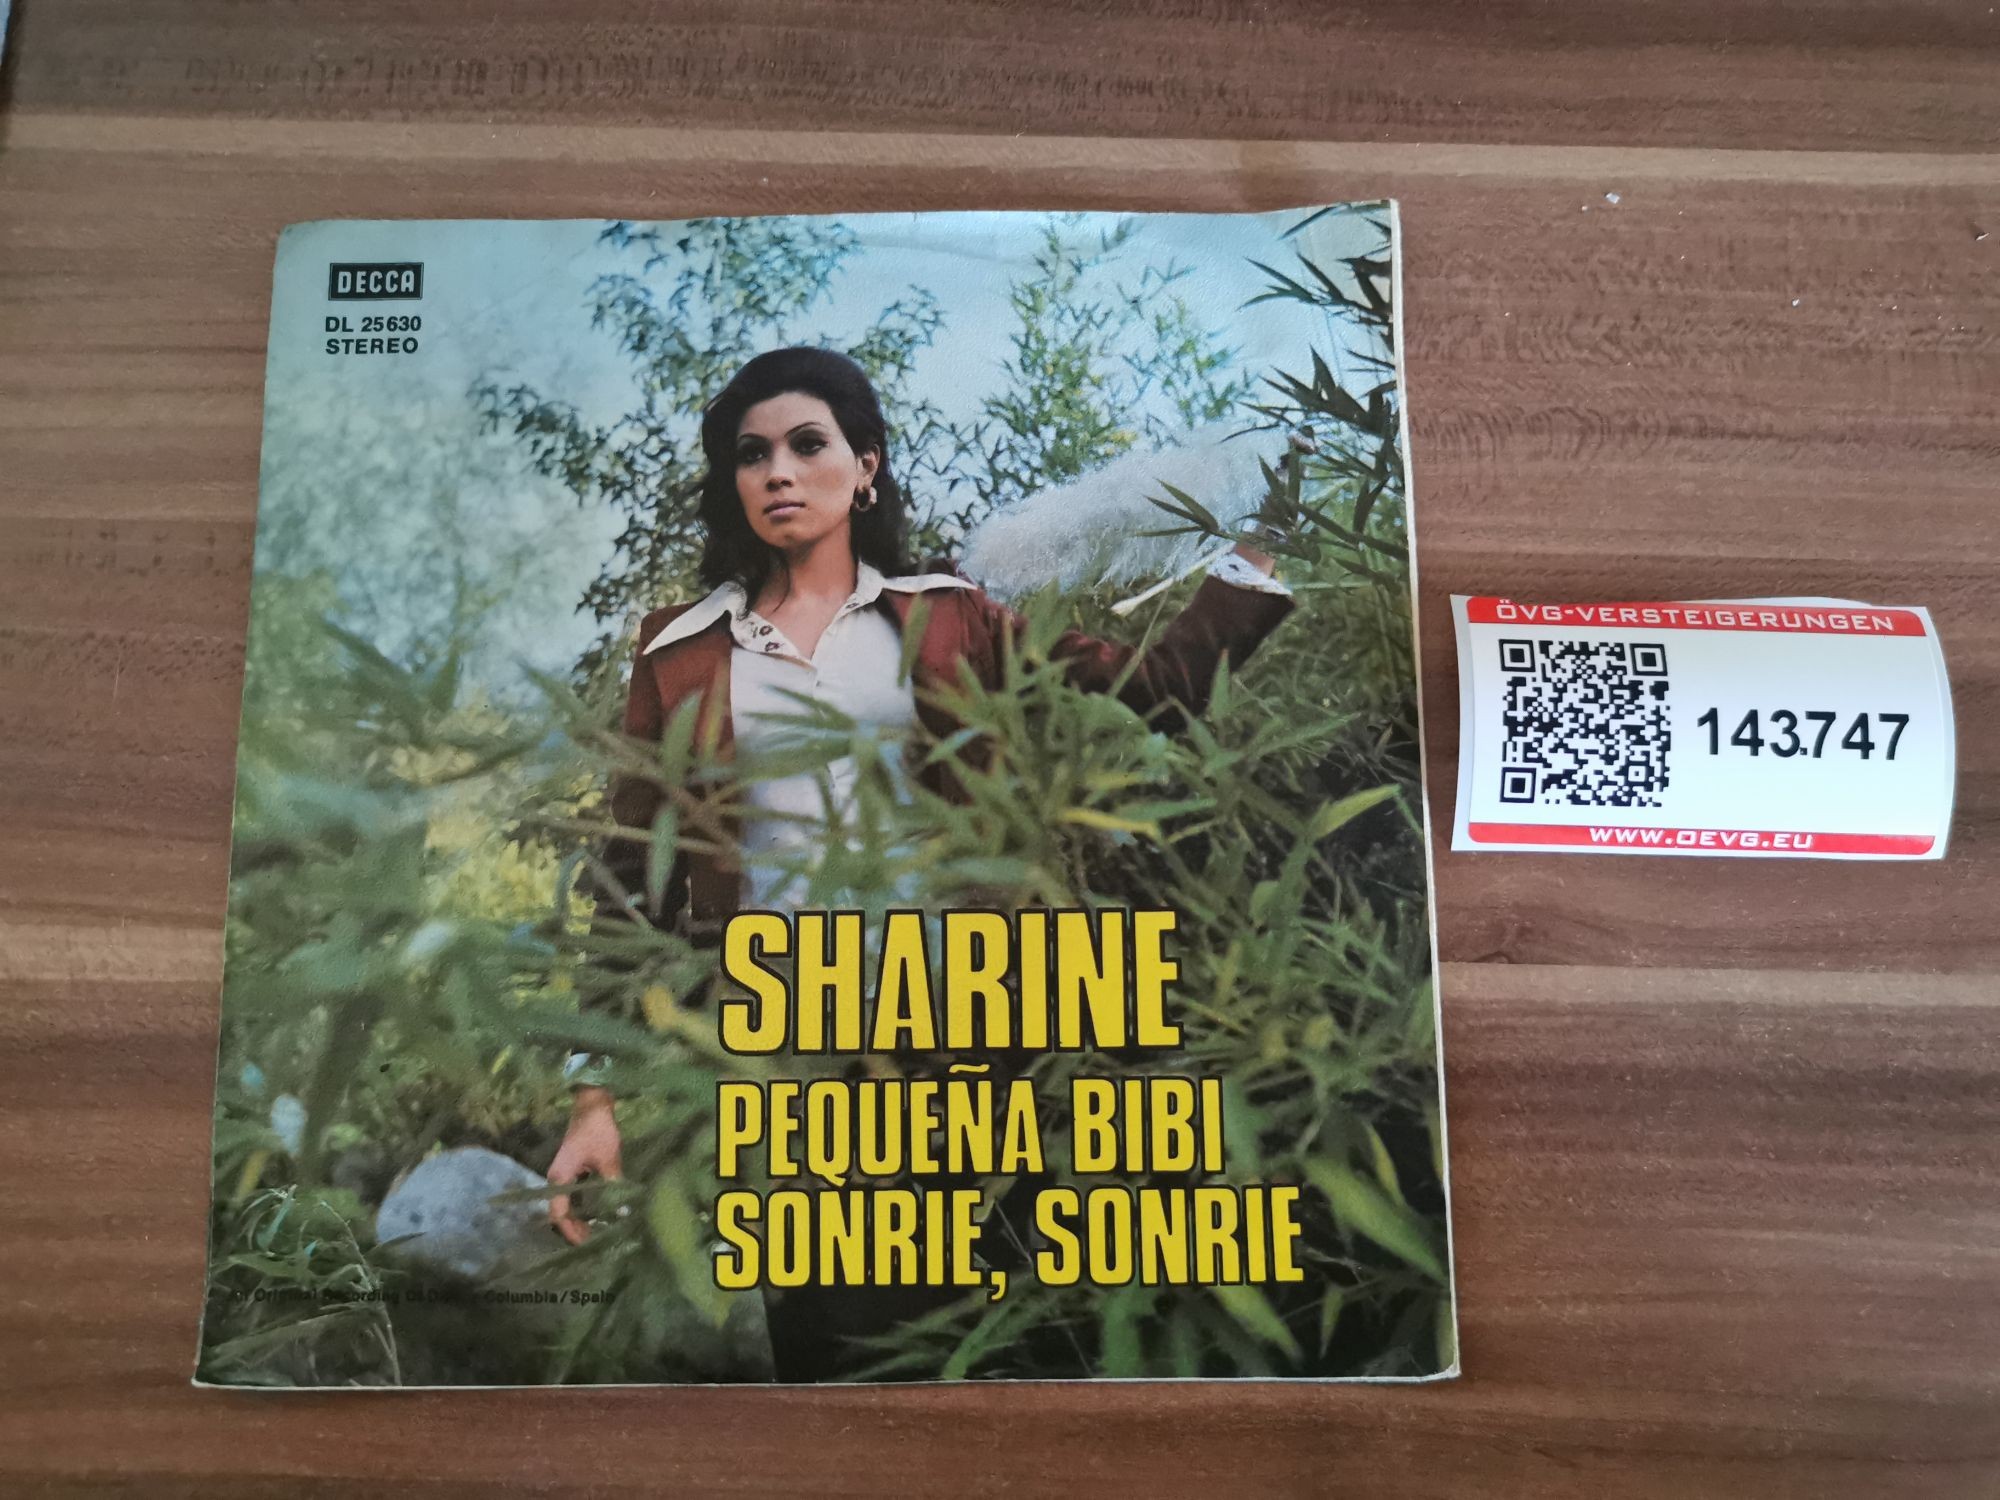 DECCA
DL 25630
STEREO
SHARINE
PEQUEÑA BIBI
SONRIE, SONRIE
Original Recording Columbia/Spain
ÖVG-VERSTEIGERUNGEN
143.747
WWW.OEVG.EU